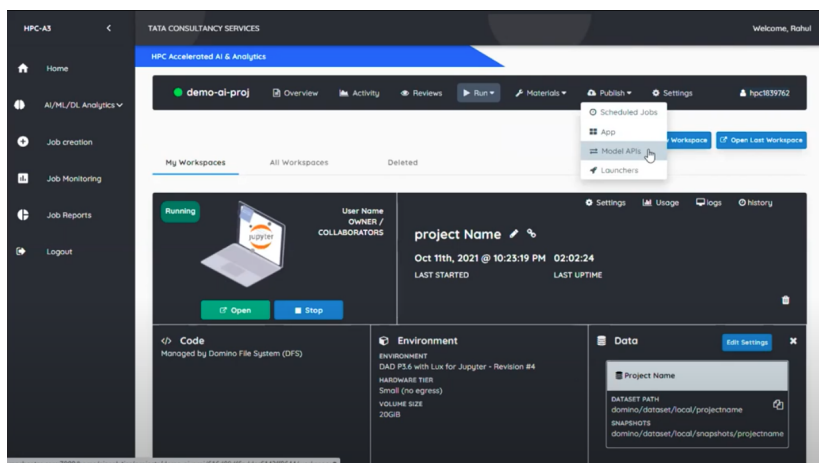 HPC-A3 <
TATA CONSULTANCY SERVICES
Welcome, Rahul
HPC Accelerated AI & Analytics
Home
AI/ML/DL Analytics
Job creation
Job Monitoring
Job Reports
Logout
demo-ai-proj Overview Activity Reviews Run Materials Publish Settings hpc1839762
Scheduled Jobs
App
Model APIs
Launchers
Workspace
Open Last Workspace
My Workspaces All Workspaces Deleted
Running
jupyter
User Name
OWNER /
COLLABORATORS
Open
Stop
Settings Usage logs history
project Name
Oct 11th, 2021 @ 10:23:19 PM 02:02:24
LAST STARTED LAST UPTIME
</> Code
Managed by Domino File System (DFS)
Environment
ENVIRONMENT
DAD P3.6 with Lux for Jupyter - Revision #4
HARDWARE TIER
Small (no egress)
VOLUME SIZE
20GiB
Data
Edit Settings
Project Name
DATASET PATH
domino/dataset/local/projectname
SNAPSHOTS
domino/dataset/local/snapshots/projectname